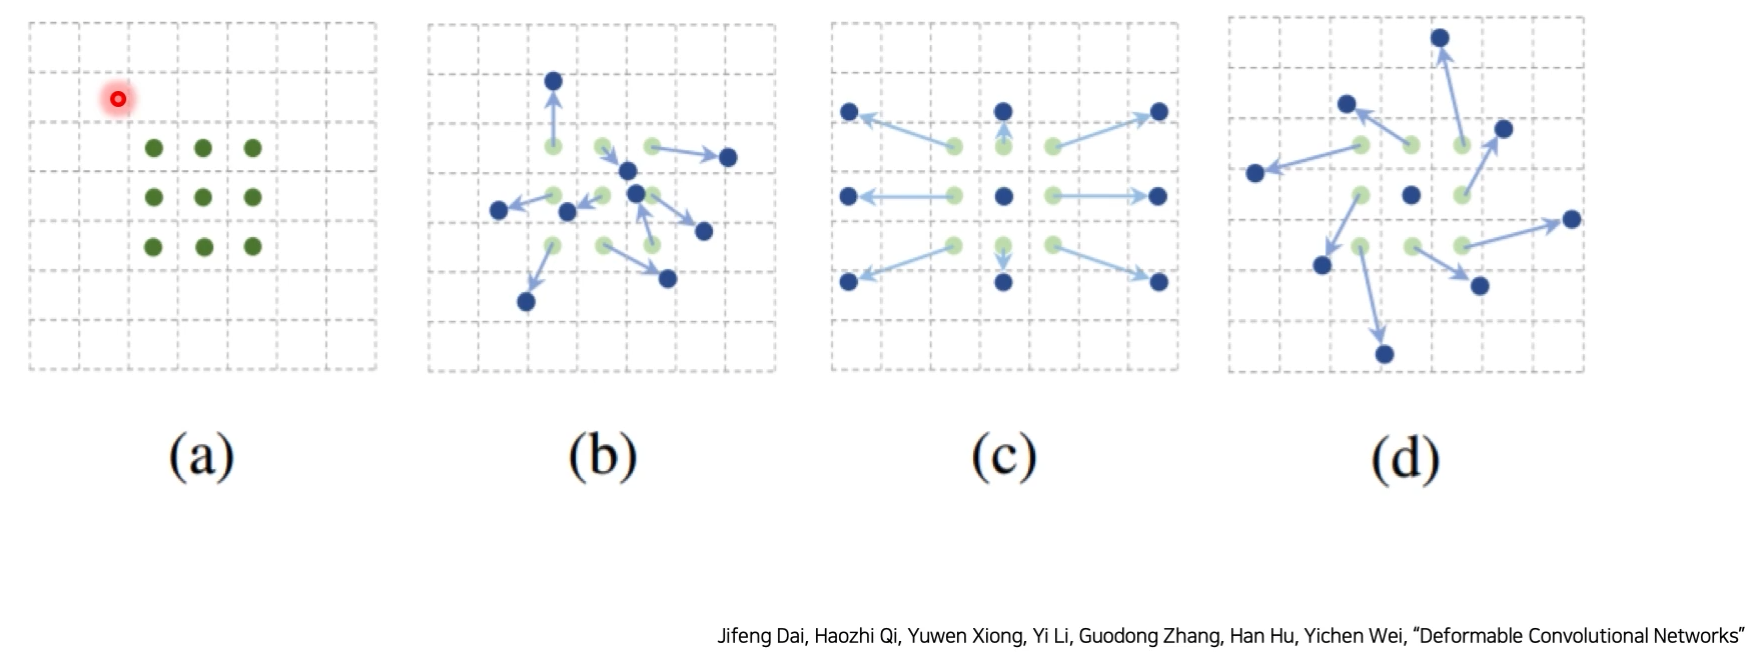 (a)
(b)
(c)
(d)
Jifeng Dai, Haozhi Qi, Yuwen Xiong, Yi Li, Guodong Zhang, Han Hu, Yichen Wei, “Deformable Convolutional Networks”